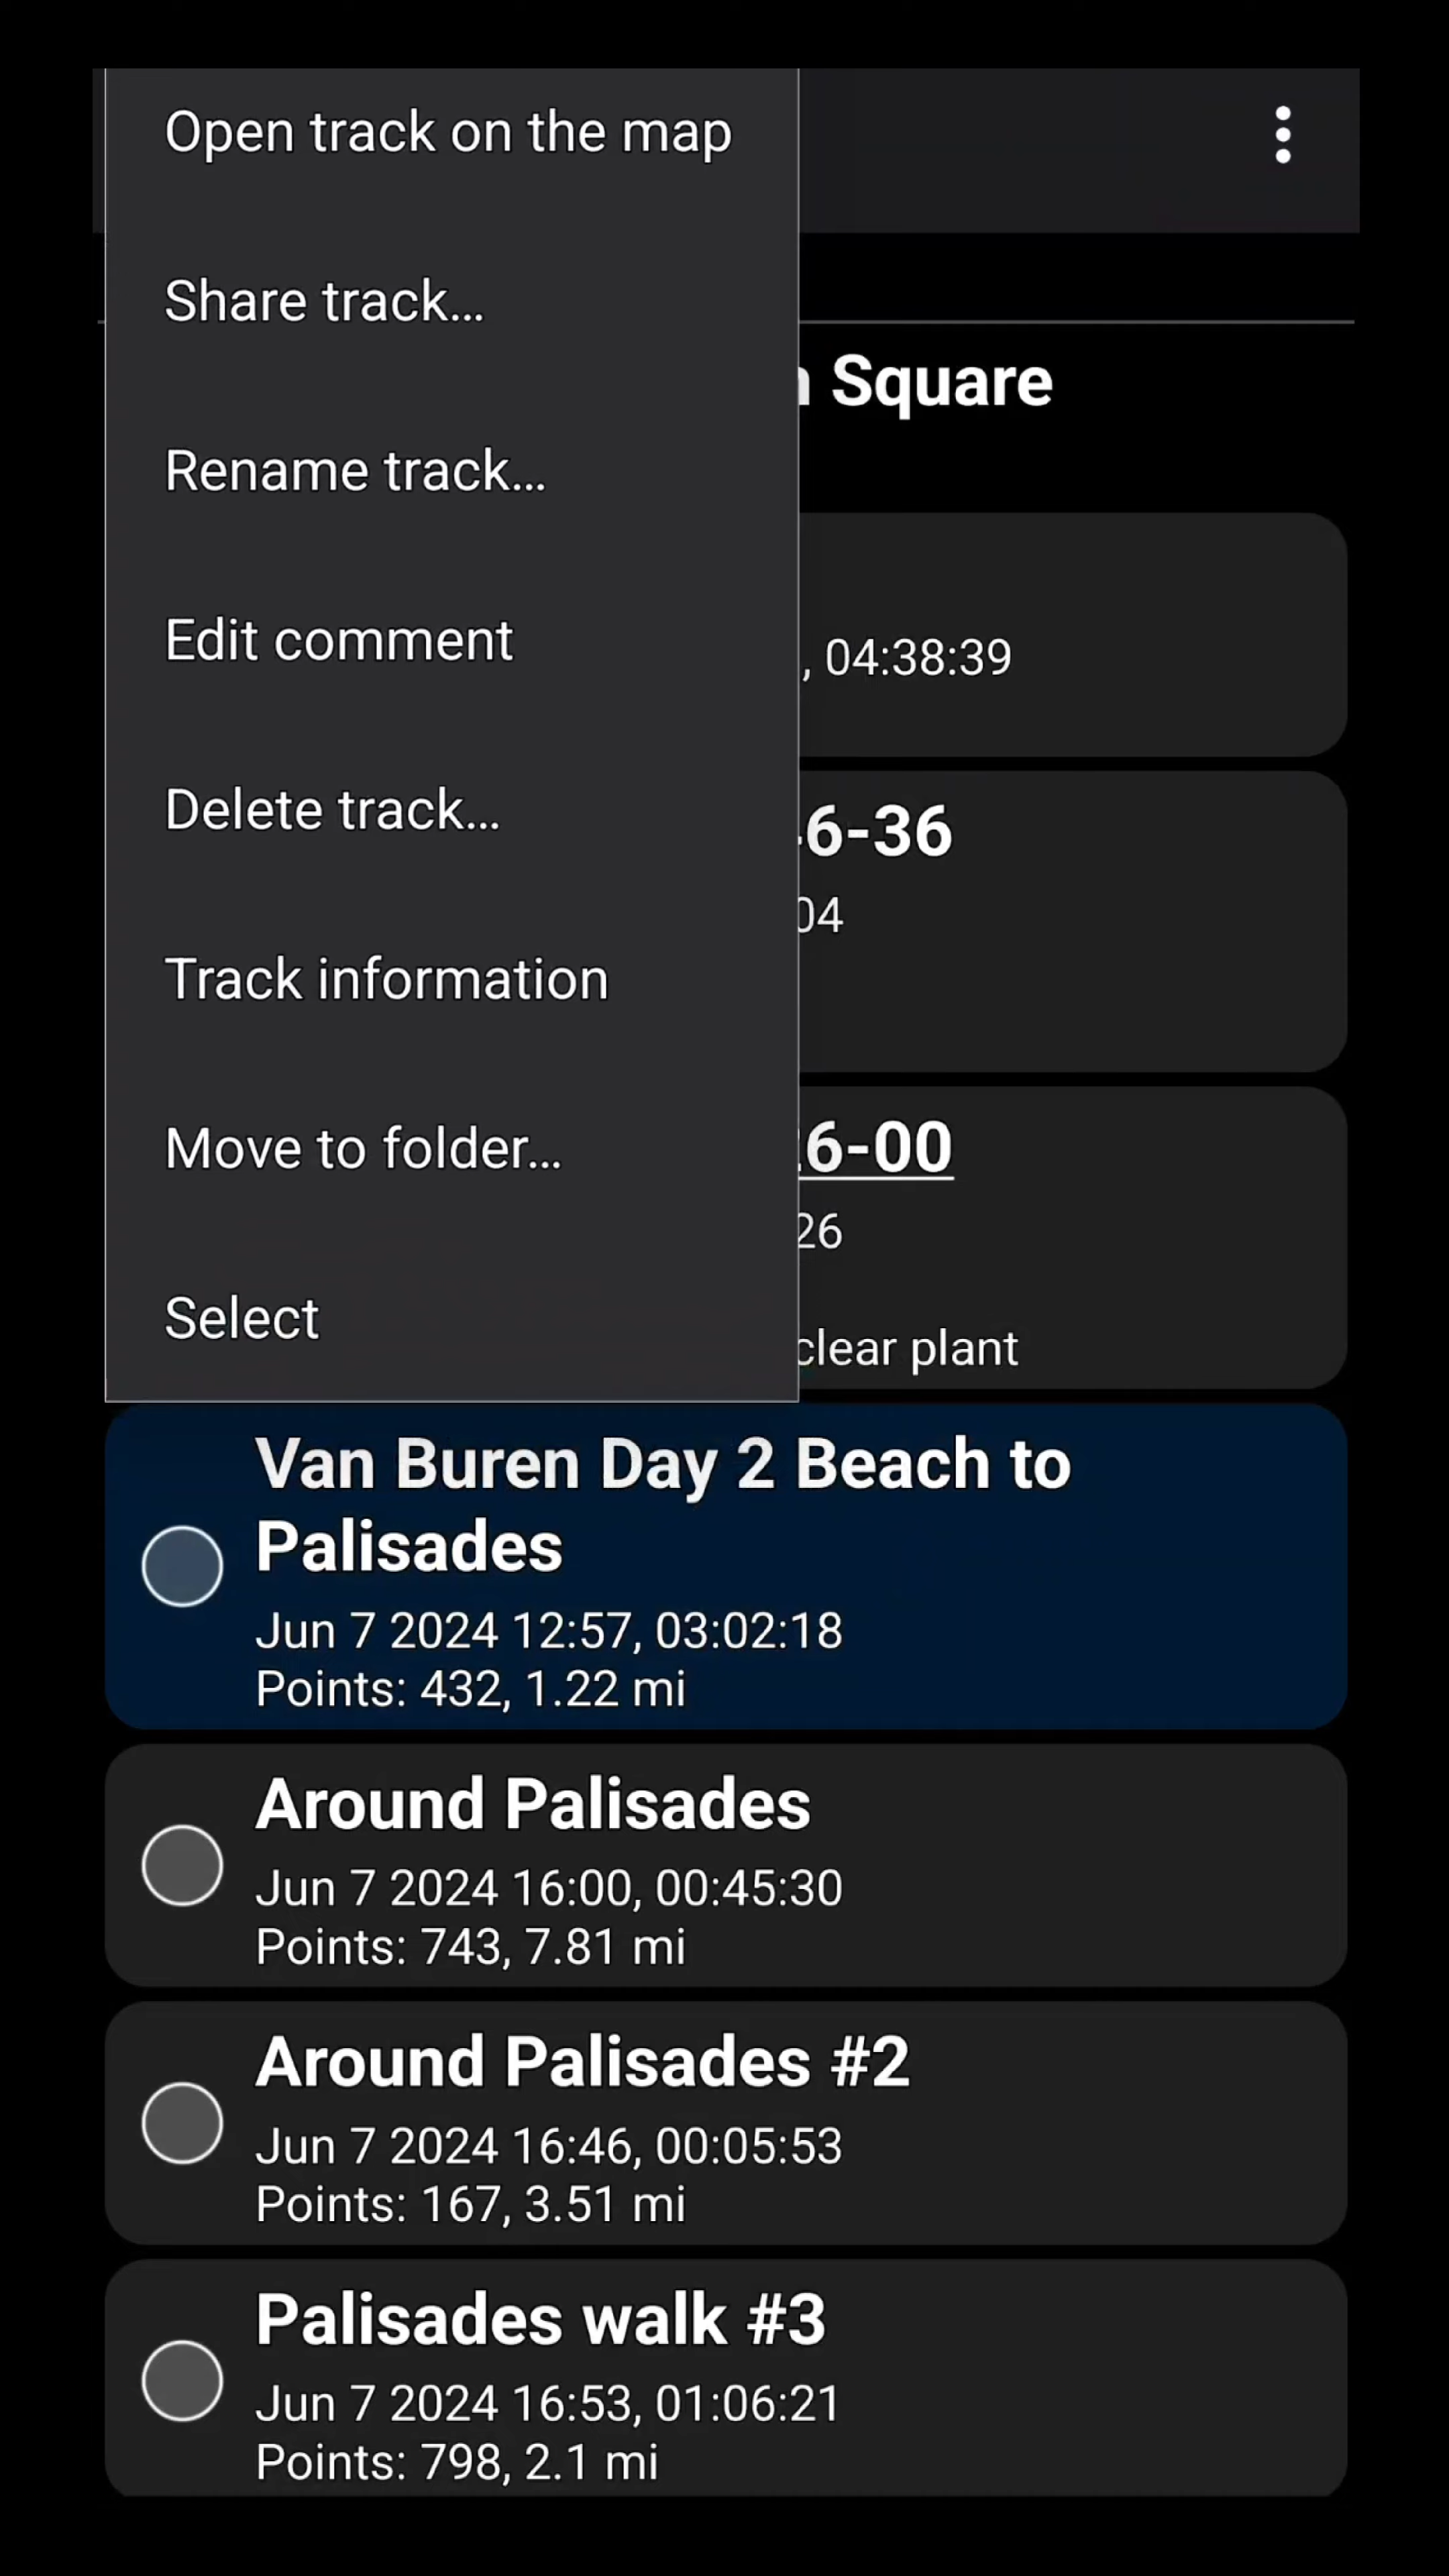 Open track on the map
Share track...
Square
Rename track...
Edit comment
, 04:38:39
Delete track...
6-36
04
Track information
Move to folder...
26-00
26
Select
clear plant
Van Buren Day 2 Beach to
Palisades
Jun 7 2024 12:57, 03:02:18
Points: 432, 1.22 mi
Around Palisades
Jun 7 2024 16:00, 00:45:30
Points: 743, 7.81 mi
Around Palisades #2
Jun 7 2024 16:46, 00:05:53
Points: 167, 3.51 mi
Palisades walk #3
Jun 7 2024 16:53, 01:06:21
Points: 798, 2.1 mi